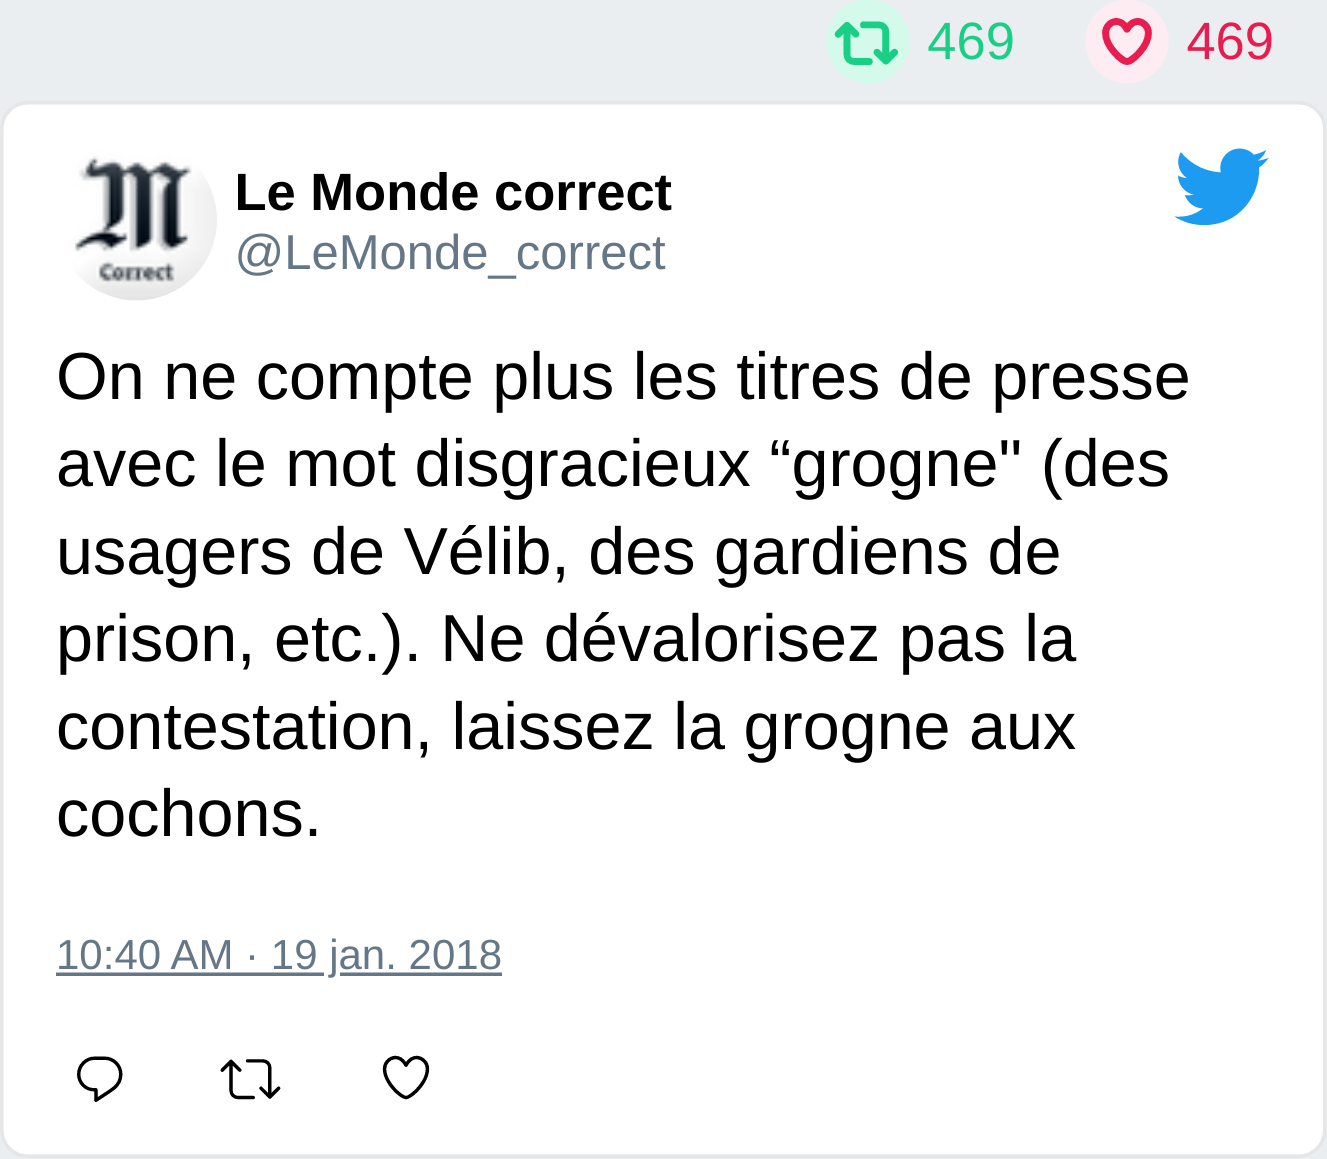 469 469
M
Correct
Le Monde correct
@LeMonde_correct
On ne compte plus les titres de presse
avec le mot disgracieux “grogne" (des
usagers de Vélib, des gardiens de
prison, etc.). Ne dévalorisez pas la
contestation, laissez la grogne aux
cochons.
10:40 AM · 19 jan. 2018